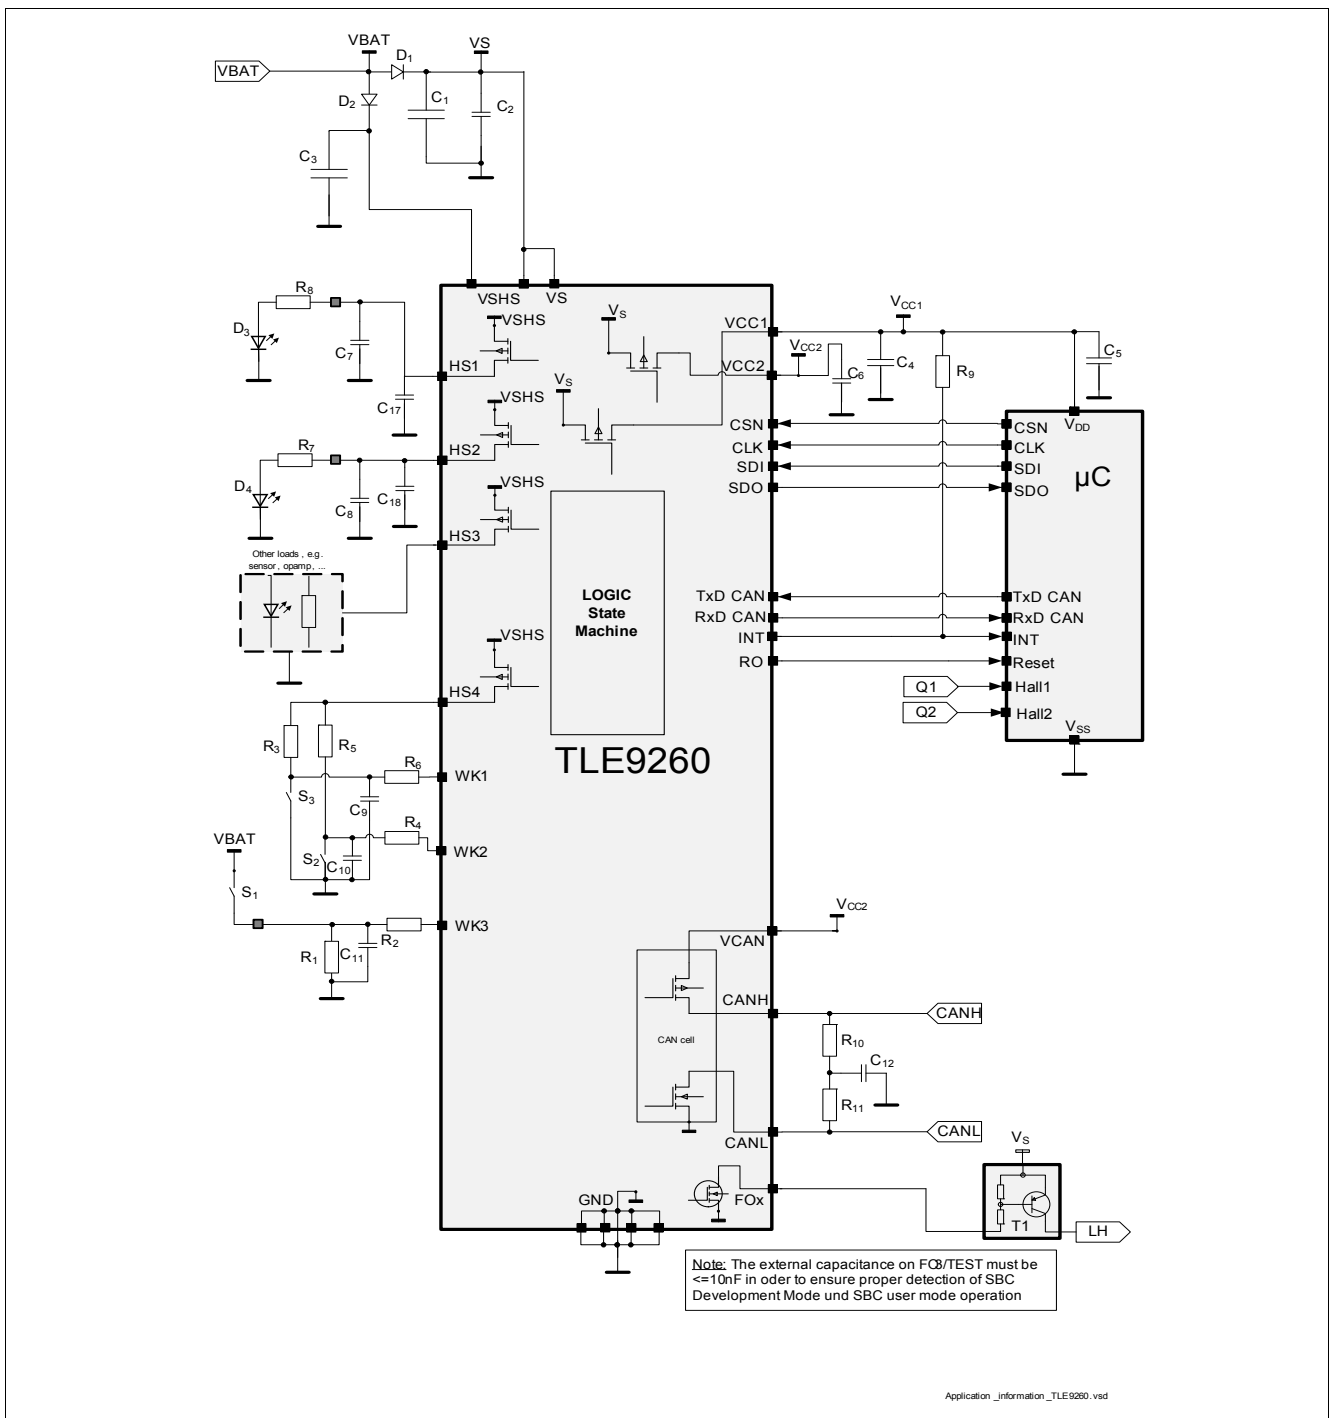 VBAT
VS
VBAT
D1
D2
C1
C2
C3
VSHS
VS
R8
D3
C7
HS1
C17
VSHS
VS
VCC1
VCC1
VCC2
VCC2
C6
C4
R9
C5
VS
VSHS
R7
HS2
D4
C8
C18
VSHS
HS3
CSN
CLK
SDI
SDO
CSN
VDD
CLK
SDI
SDO
µC
Other loads , e.g.
sensor , opamp , ...
LOGIC
State
Machine
TxD CAN
RxD CAN
INT
RO
TxD CAN
RxD CAN
INT
Reset
Q1
Hall1
Q2
Hall2
VSS
VSHS
HS4
R3
R5
TLE9260
R6
WK1
S3
C9
R4
WK2
S2
C10
VBAT
S1
WK3
R1
C11
R2
VCC2
VCAN
CANH
CANH
CAN cell
R10
C12
R11
CANL
CANL
VS
GND
FOx
T1
LH
Note: The external capacitance on FO3/TEST must be
<=10nF in oder to ensure proper detection of SBC
Development Mode und SBC user mode operation
Application _information _TLE9260. vsd